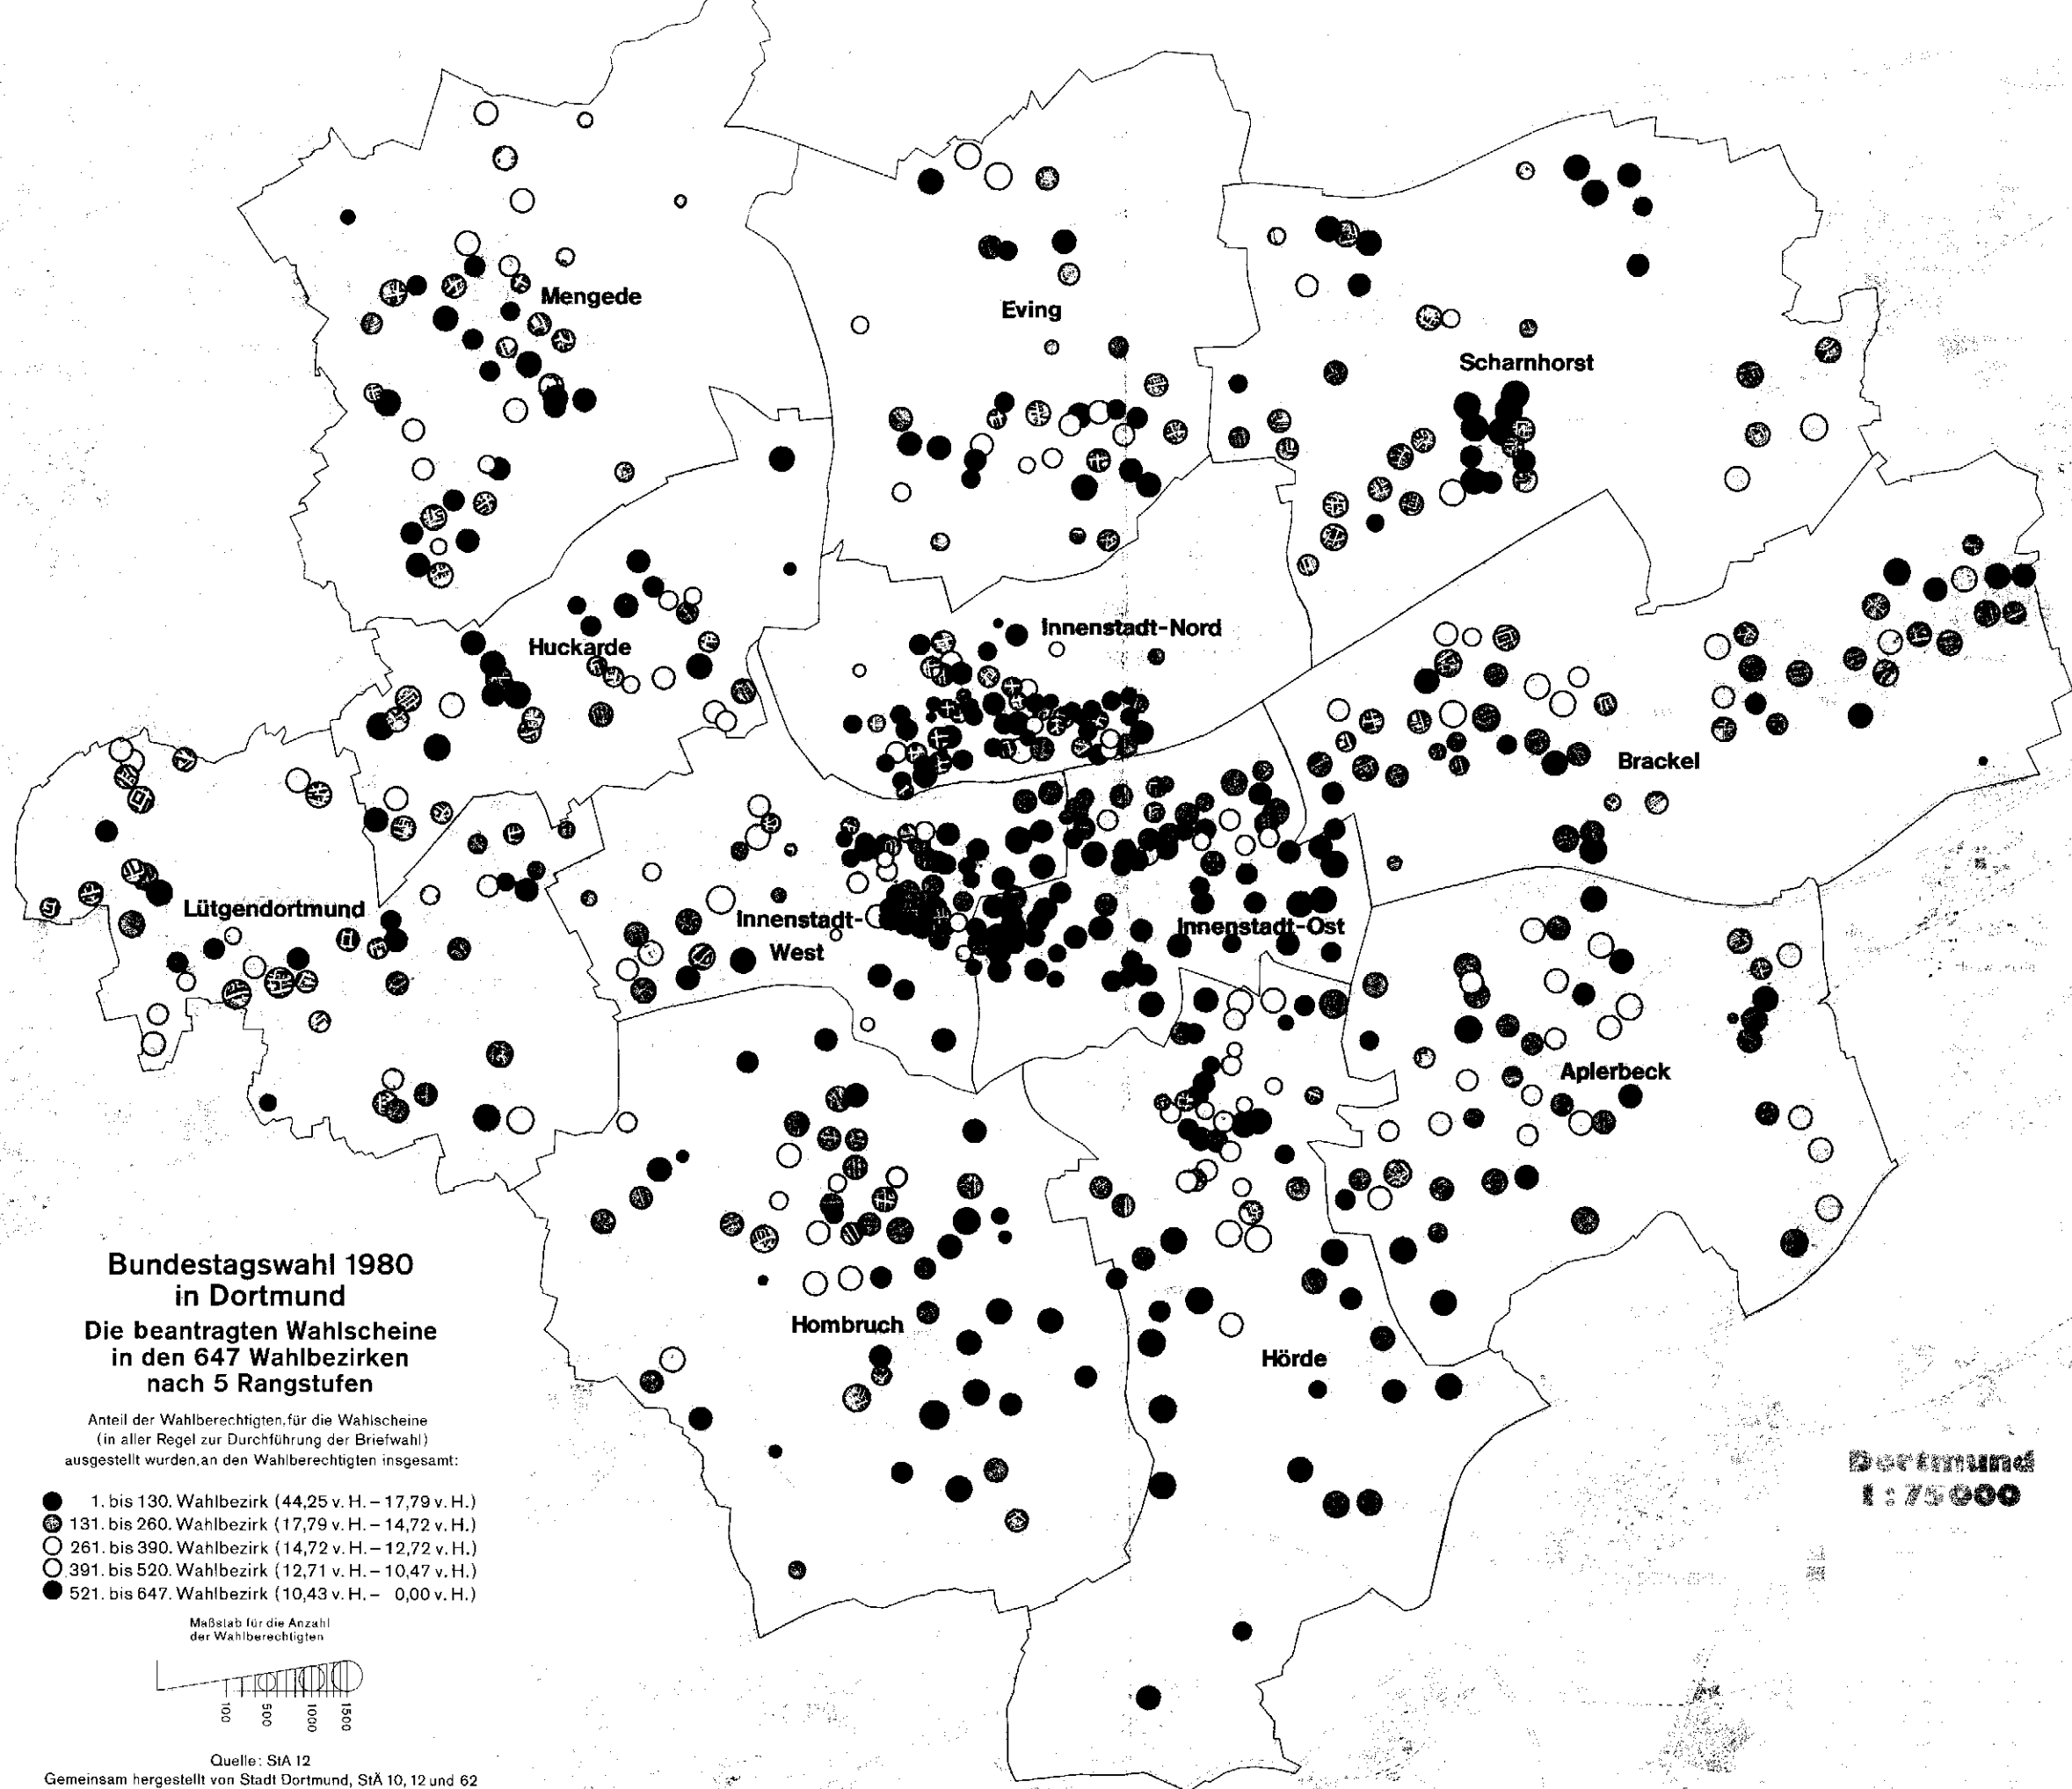 Mengede
Eving
Scharnhorst
Huckarde
Innenstadt-Nord
Brackel
Lütgendortmund
Innenstadt-
West
Innenstadt-Ost
Aplerbeck
Hombruch
Hörde
Bundestagswahl 1980
in Dortmund
Die beantragten Wahlscheine
in den 647 Wahlbezirken
nach 5 Rangstufen
Anteil der Wahlberechtigten, für die Wahlscheine
(in aller Regel zur Durchführung der Briefwahl)
ausgestellt wurden, an den Wahlberechtigten insgesamt:
1. bis 130. Wahlbezirk (44,25 v. H. – 17,79 v. H.)
131. bis 260. Wahlbezirk (17,79 v. H. – 14,72 v. H.)
261. bis 390. Wahlbezirk (14,72 v. H. – 12,72 v. H.)
391. bis 520. Wahlbezirk (12,71 v. H. – 10,47 v. H.)
521. bis 647. Wahlbezirk (10,43 v. H. – 0,00 v. H.)
Maßstab für die Anzahl
der Wahlberechtigten
100 500 1000 1500
Quelle: StA 12
Gemeinsam hergestellt von Stadt Dortmund, StÄ 10, 12 und 62
Dortmund
1 : 75 000